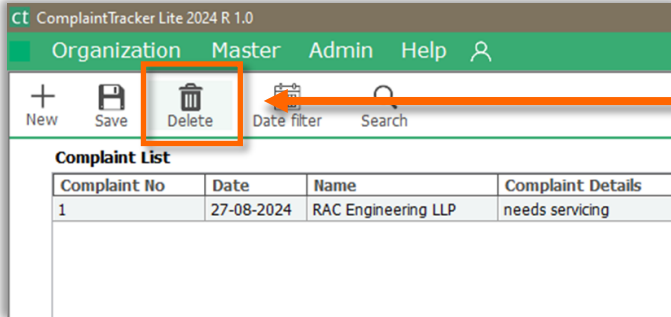 ct ComplaintTracker Lite 2024 R 1.0
Organization Master Admin Help
New Save Delete Date filter Search
Complaint List
Complaint No Date Name Complaint Details
1 27-08-2024 RAC Engineering LLP needs servicing